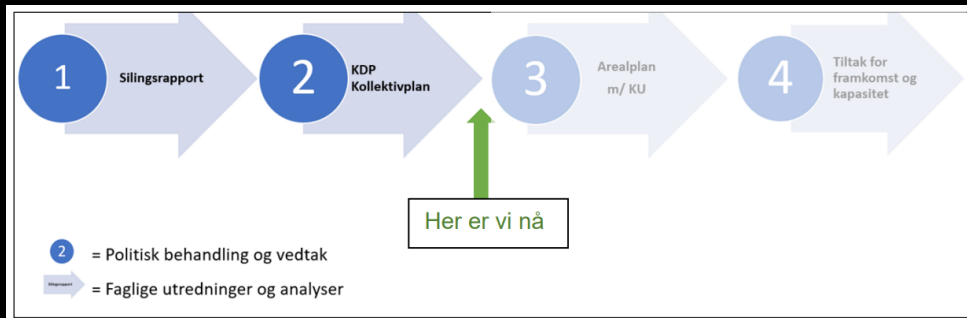 1
Silingsrapport
2
KDP
Kollektivplan
3
Arealplan
m/ KU
4
Tiltak for
framkomst og
kapasitet
Her er vi nå
2
= Politisk behandling og vedtak
Silingsrapport
= Faglige utredninger og analyser